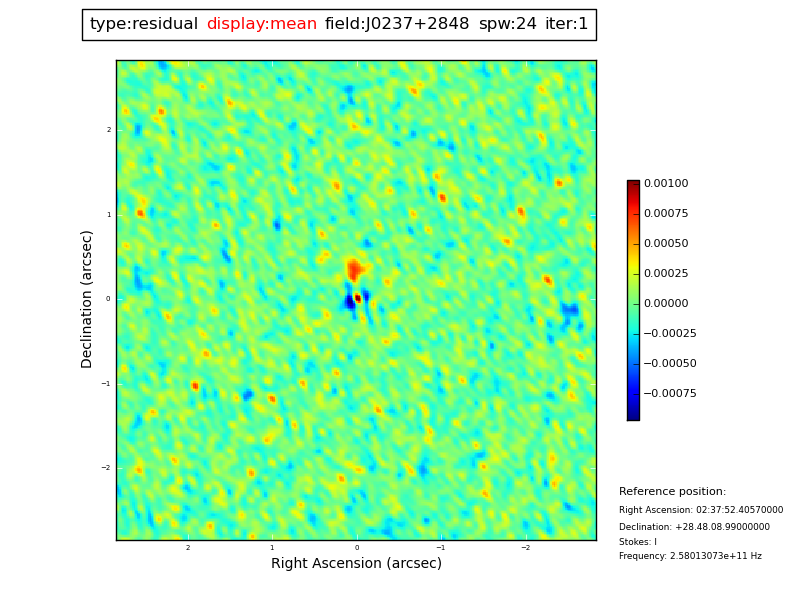 type:residual display:mean field:J0237+2848 spw:24 iter:1
2
1
0
−1
−2
Declination (arcsec)
2
1
0
−1
−2
Right Ascension (arcsec)
0.00100
0.00075
0.00050
0.00025
0.00000
−0.00025
−0.00050
−0.00075
Reference position:
Right Ascension: 02:37:52.40570000
Declination: +28.48.08.99000000
Stokes: I
Frequency: 2.58013073e+11 Hz